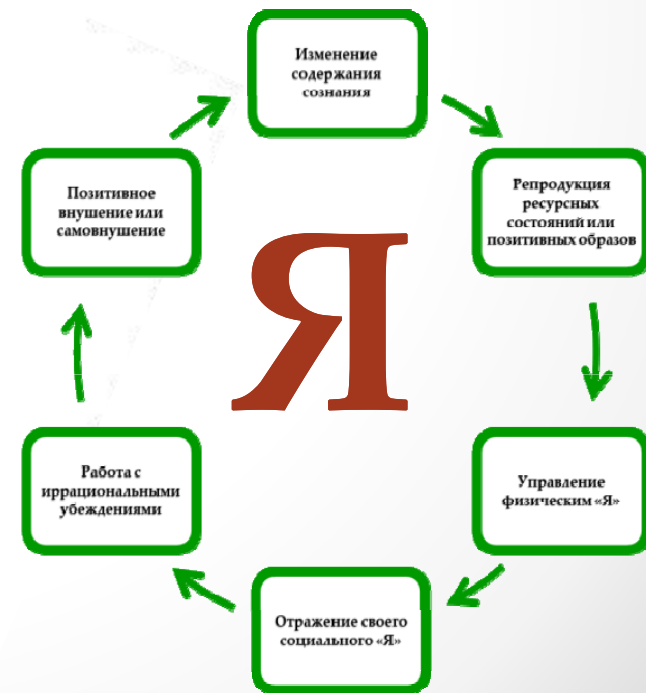 Изменение
содержания
сознания
Репродукция
ресурсных
состояний или
позитивных образов
Управление
физическим «Я»
Отражение своего
социального «Я»
Работа с
иррациональными
убеждениями
Позитивное
внушение или
самовнушение
Я